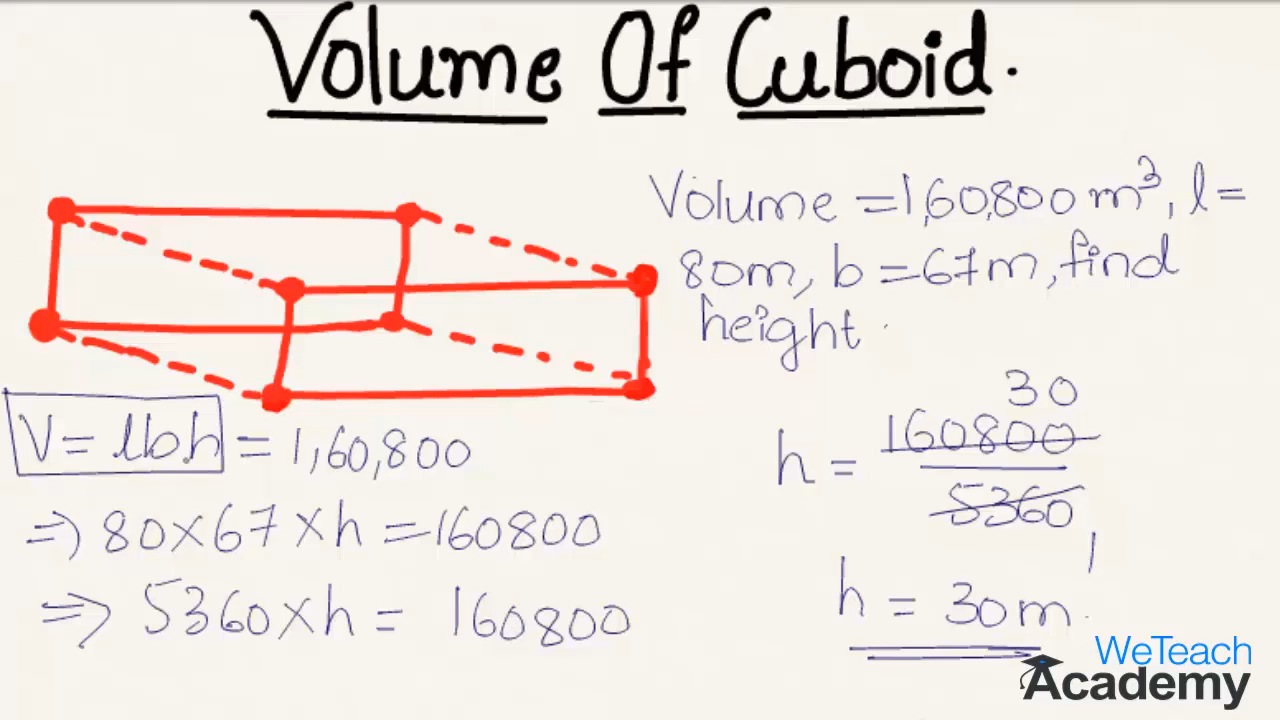 Volume Of Cuboid.
Volume = 1,60,800 m³, l =
80m, b = 67m, find
height.
V = lbh = 1,60,800
=> 80 × 67 × h = 160800
=> 5360 × h = 160800
30
h = 160800
5360
1
h = 30m.
WeTeach
Academy